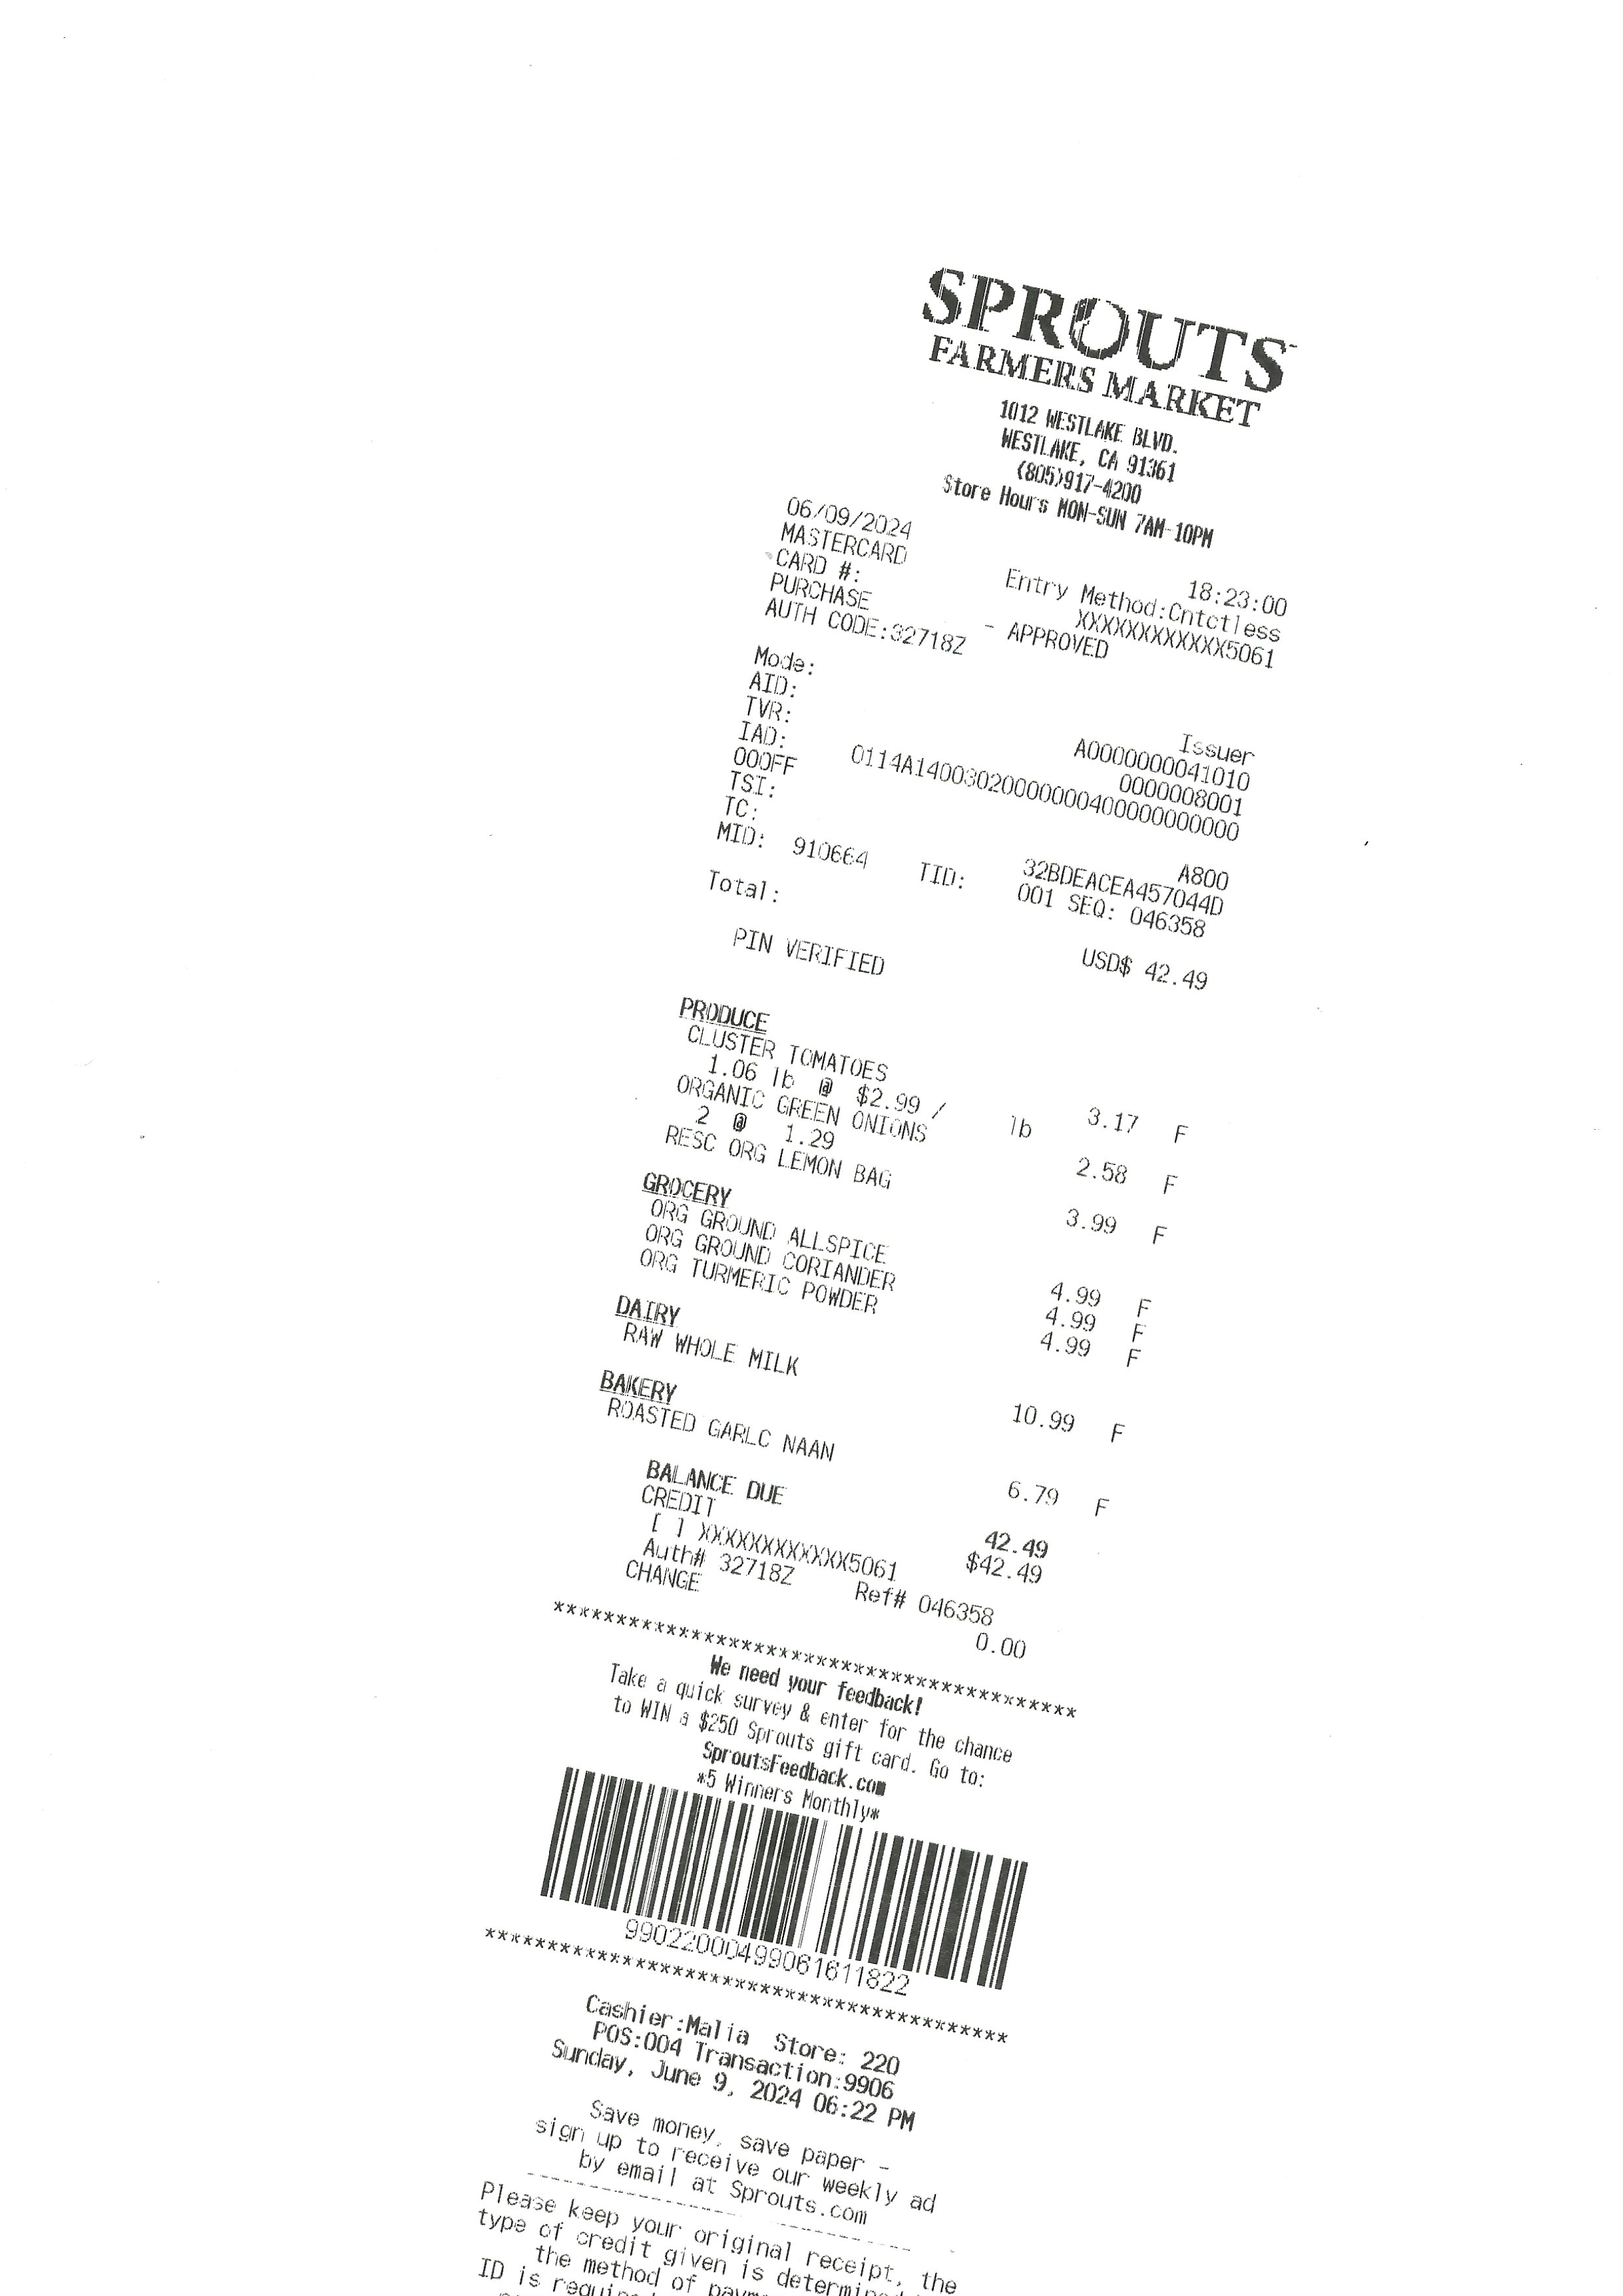 SPROUTS
FARMERS MARKET
1012 WESTLAKE BLVD.
WESTLAKE, CA 91361
(805)917-4200
Store Hours MON-SUN 7AM-10PM
06/09/2024 18:23:00
MASTERCARD Entry Method:Cntctless
CARD #: XXXXXXXXXXXX5061
PURCHASE - APPROVED
AUTH CODE:32718Z
Mode: Issuer
AID: A0000000041010
TVR: 0000008001
IAD: 0114A14003020000000400000000000
000FF
TSI: A800
TC: 32BDEACEA457044D
MID: 910664 TID: 001 SEQ: 046358
Total: USD$ 42.49
PIN VERIFIED
PRODUCE
CLUSTER TOMATOES 3.17 F
1.06 lb @ $2.99 / lb
ORGANIC GREEN ONIONS 2.58 F
2 @ 1.29
RESC ORG LEMON BAG 3.99 F
GROCERY
ORG GROUND ALLSPICE 4.99 F
ORG GROUND CORIANDER 4.99 F
ORG TURMERIC POWDER 4.99 F
DAIRY
RAW WHOLE MILK 10.99 F
BAKERY
ROASTED GARLC NAAN 6.79 F
BALANCE DUE 42.49
CREDIT $42.49
[ ] XXXXXXXXXXXX5061
Auth# 32718Z Ref# 046358
CHANGE 0.00
******************************************
We need your feedback!
Take a quick survey & enter for the chance
to WIN a $250 Sprouts gift card. Go to:
SproutsFeedback.com
*5 Winners Monthly*
99022000499061611822
******************************************
Cashier:Malia Store: 220
POS:004 Transaction:9906
Sunday, June 9, 2024 06:22 PM
Save money, save paper -
sign up to receive our weekly ad
by email at Sprouts.com
------------------------------------------
Please keep your original receipt, the
type of credit given is
the method of
ID is